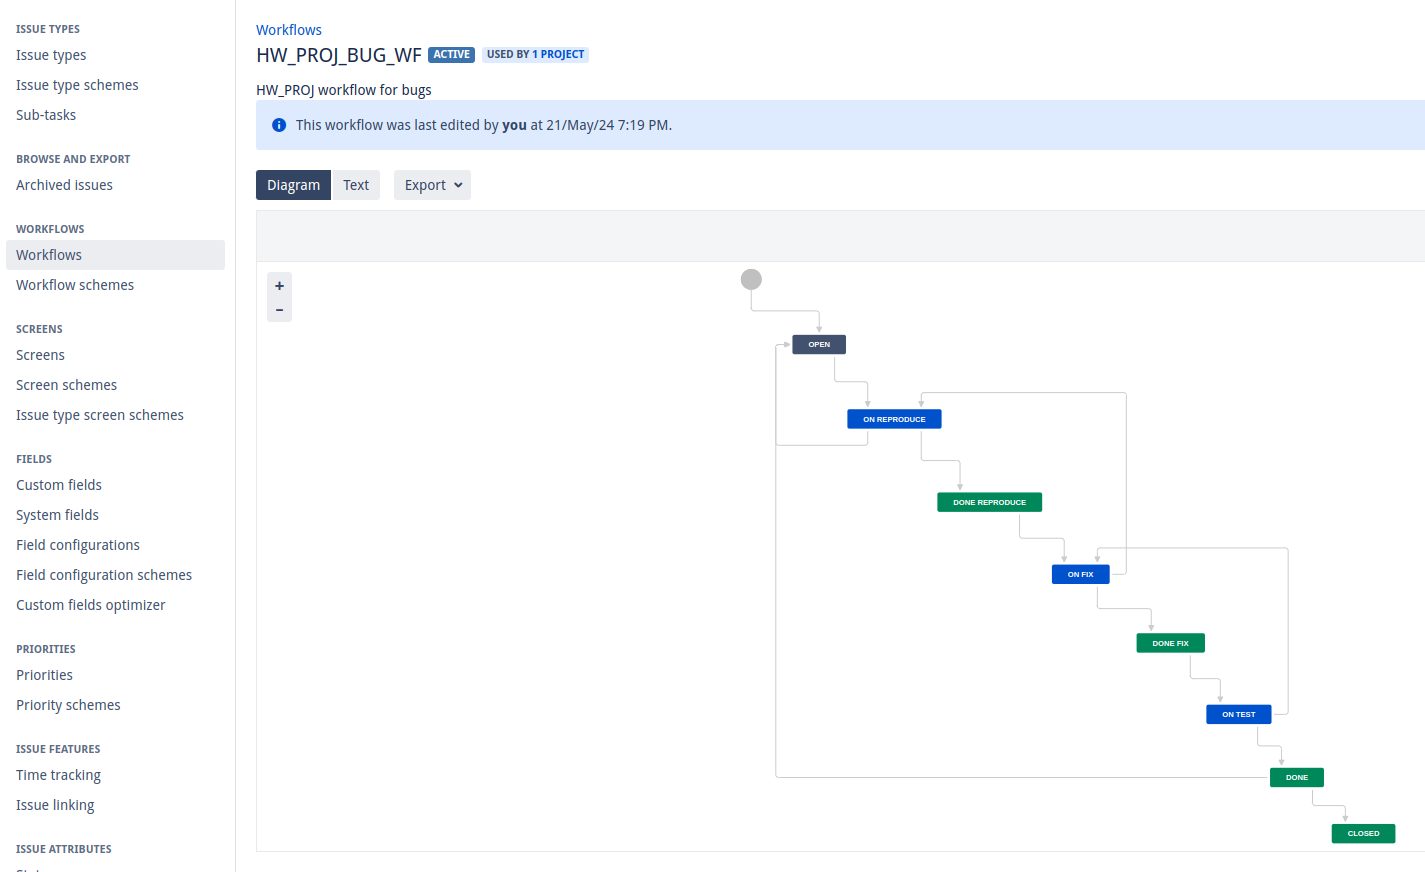 ISSUE TYPES
Issue types
Issue type schemes
Sub-tasks
BROWSE AND EXPORT
Archived issues
WORKFLOWS
Workflows
Workflow schemes
SCREENS
Screens
Screen schemes
Issue type screen schemes
FIELDS
Custom fields
System fields
Field configurations
Field configuration schemes
Custom fields optimizer
PRIORITIES
Priorities
Priority schemes
ISSUE FEATURES
Time tracking
Issue linking
ISSUE ATTRIBUTES
Workflows
HW_PROJ_BUG_WF ACTIVE USED BY 1 PROJECT
HW_PROJ workflow for bugs
This workflow was last edited by you at 21/May/24 7:19 PM.
Diagram Text Export
+
−
OPEN
ON REPRODUCE
DONE REPRODUCE
ON FIX
DONE FIX
ON TEST
DONE
CLOSED